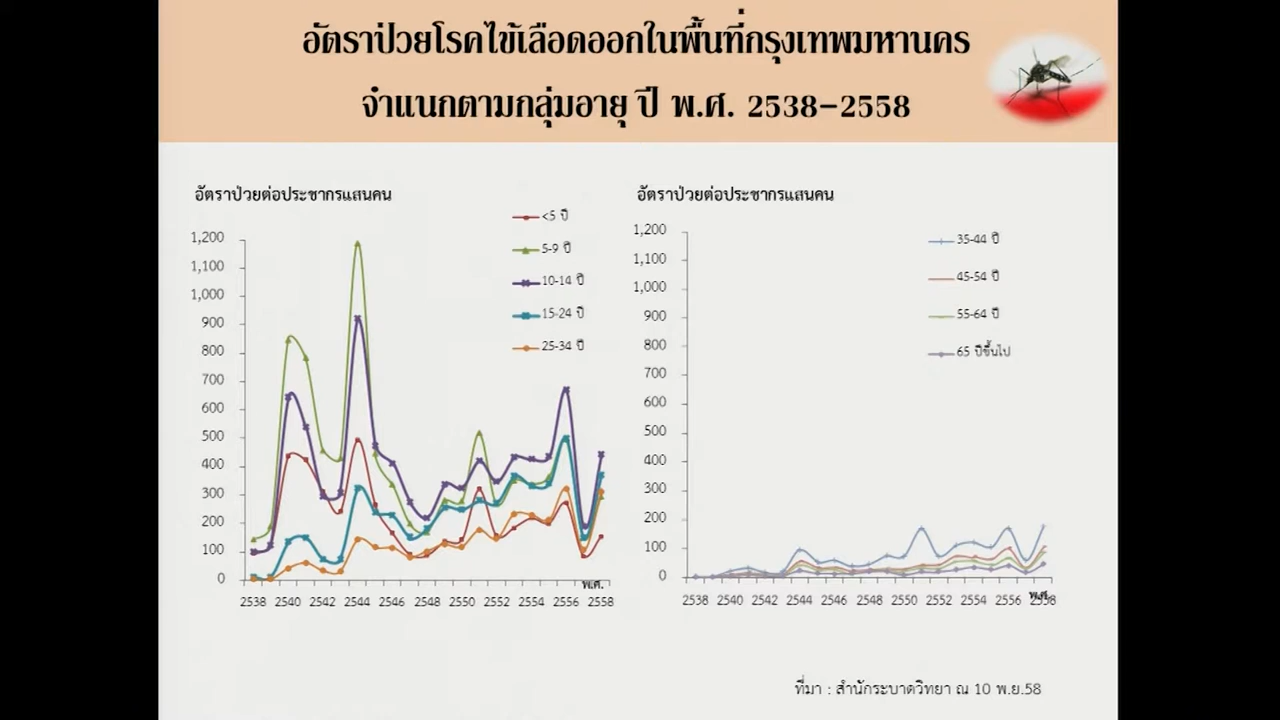 อัตราป่วยโรคไข้เลือดออกในพื้นที่กรุงเทพมหานคร
จำแนกตามกลุ่มอายุ ปี พ.ศ. 2538-2558
อัตราป่วยต่อประชากรแสนคน
<5 ปี
5-9 ปี
10-14 ปี
15-24 ปี
25-34 ปี
1,200
1,100
1,000
900
800
700
600
500
400
300
200
100
0
พ.ศ.
2538 2540 2542 2544 2546 2548 2550 2552 2554 2556 2558
อัตราป่วยต่อประชากรแสนคน
35-44 ปี
45-54 ปี
55-64 ปี
65 ปีขึ้นไป
1,200
1,100
1,000
900
800
700
600
500
400
300
200
100
0
พ.ศ.
2538 2540 2542 2544 2546 2548 2550 2552 2554 2556 2558
ที่มา : สำนักระบาดวิทยา ณ 10 พ.ย.58